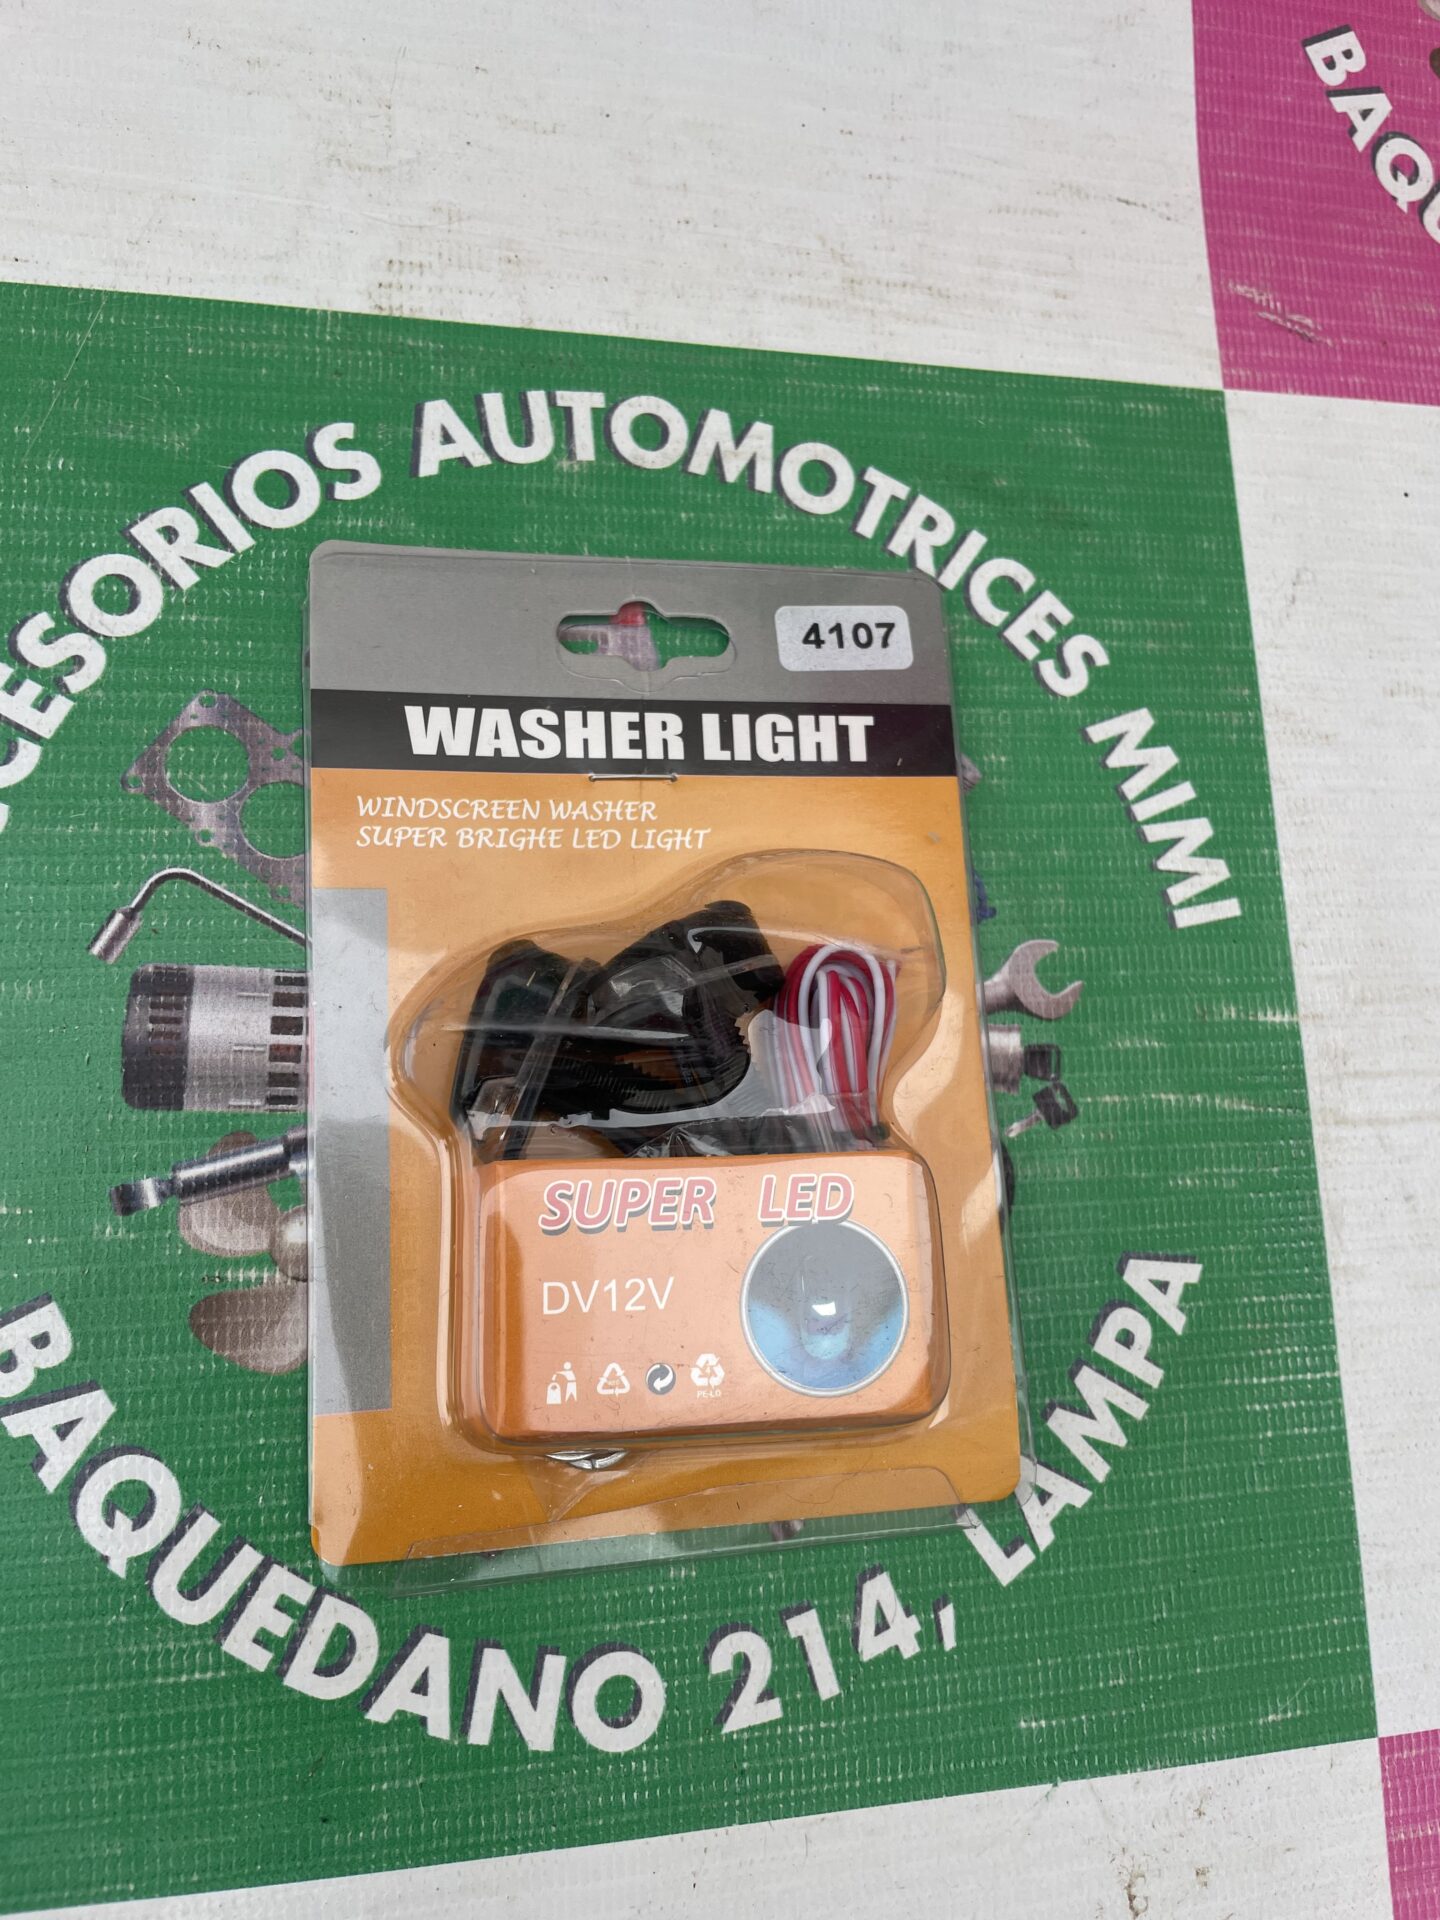 BAQU
CESORIOS AUTOMOTRICES MIMI
4107
WASHER LIGHT
WINDSCREEN WASHER
SUPER BRIGHE LED LIGHT
SUPER LED
DV12V
PE-LD
BAQUEDANO 214, LAMPA